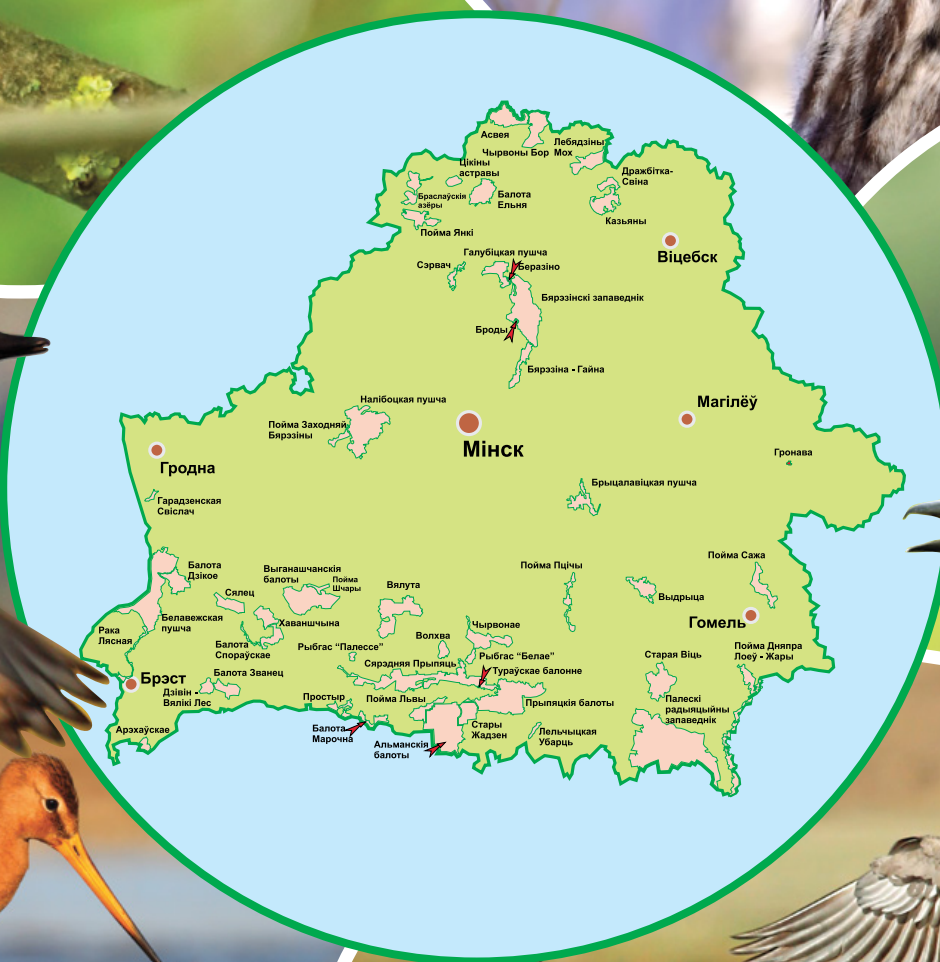 Асвея
Чырвоны Бор
Лебядзіны
Мох
Цікіны
астравы
Дражбітка-
Свіна
Браслаўскія
азёры
Балота
Ельня
Казьяны
Пойма Янкі
Віцебск
Галубіцкая пушча
Сэрвач
Беразіно
Бярэзінскі запаведнік
Броды
Бярэзіна - Гайна
Налібоцкая пушча
Магілёў
Пойма Заходняй
Бярэзіны
Мінск
Гронава
Гродна
Брыцалавіцкая пушча
Гарадзенская
Свіслач
Пойма Сажа
Балота
Дзікое
Выганашчанскія
балоты
Пойма
Шчары
Вялута
Пойма Пцічы
Сялец
Выдрыца
Белавежская
пушча
Хаваншчына
Гомель
Рака
Лясная
Чырвонае
Волхва
Балота
Спораўскае
Рыбгас “Палессе”
Рыбгас “Белае”
Старая Віць
Пойма Дняпра
Лоеў - Жары
Сярэдняя Прыпяць
Тураўскае балонне
Брэст
Балота Званец
Дзівін -
Вялікі Лес
Простыр
Пойма Львы
Прыпяцкія балоты
Палескі
радыяцыйны
запаведнік
Арэхаўскае
Балота
Марочна
Стары
Жадзен
Лельчыцкая
Убарць
Альманскія
балоты